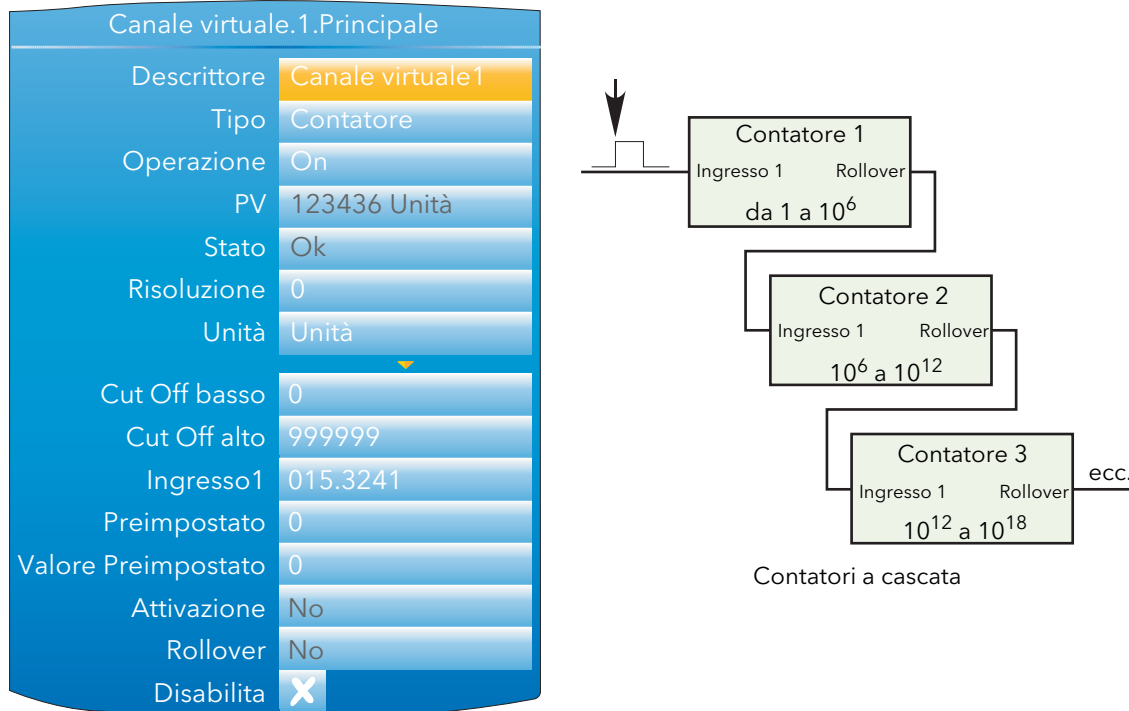 Canale virtuale.1.Principale
Descrittore Canale virtuale1
Tipo Contatore
Operazione On
PV 123436 Unità
Stato Ok
Risoluzione 0
Unità Unità
Cut Off basso 0
Cut Off alto 999999
Ingresso1 015.3241
Preimpostato 0
Valore Preimpostato 0
Attivazione No
Rollover No
Disabilita X
Contatore 1
Ingresso 1 Rollover
da 1 a 10⁶
Contatore 2
Ingresso 1 Rollover
10⁶ a 10¹²
Contatore 3
Ingresso 1 Rollover
10¹² a 10¹⁸
ecc.
Contatori a cascata